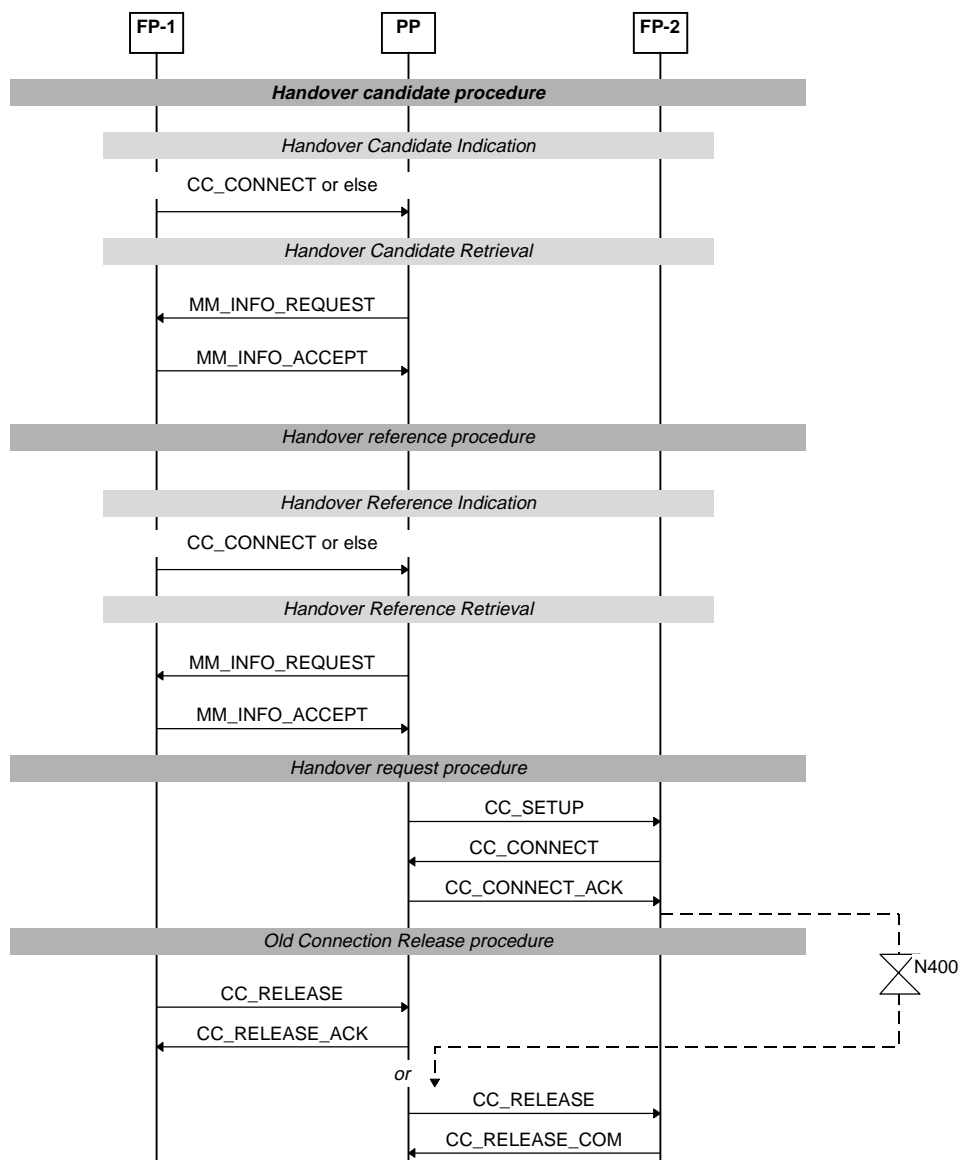 FP-1 PP FP-2
Handover candidate procedure
Handover Candidate Indication
CC_CONNECT or else
Handover Candidate Retrieval
MM_INFO_REQUEST
MM_INFO_ACCEPT
Handover reference procedure
Handover Reference Indication
CC_CONNECT or else
Handover Reference Retrieval
MM_INFO_REQUEST
MM_INFO_ACCEPT
Handover request procedure
CC_SETUP
CC_CONNECT
CC_CONNECT_ACK
Old Connection Release procedure
N400
CC_RELEASE
CC_RELEASE_ACK
or
CC_RELEASE
CC_RELEASE_COM